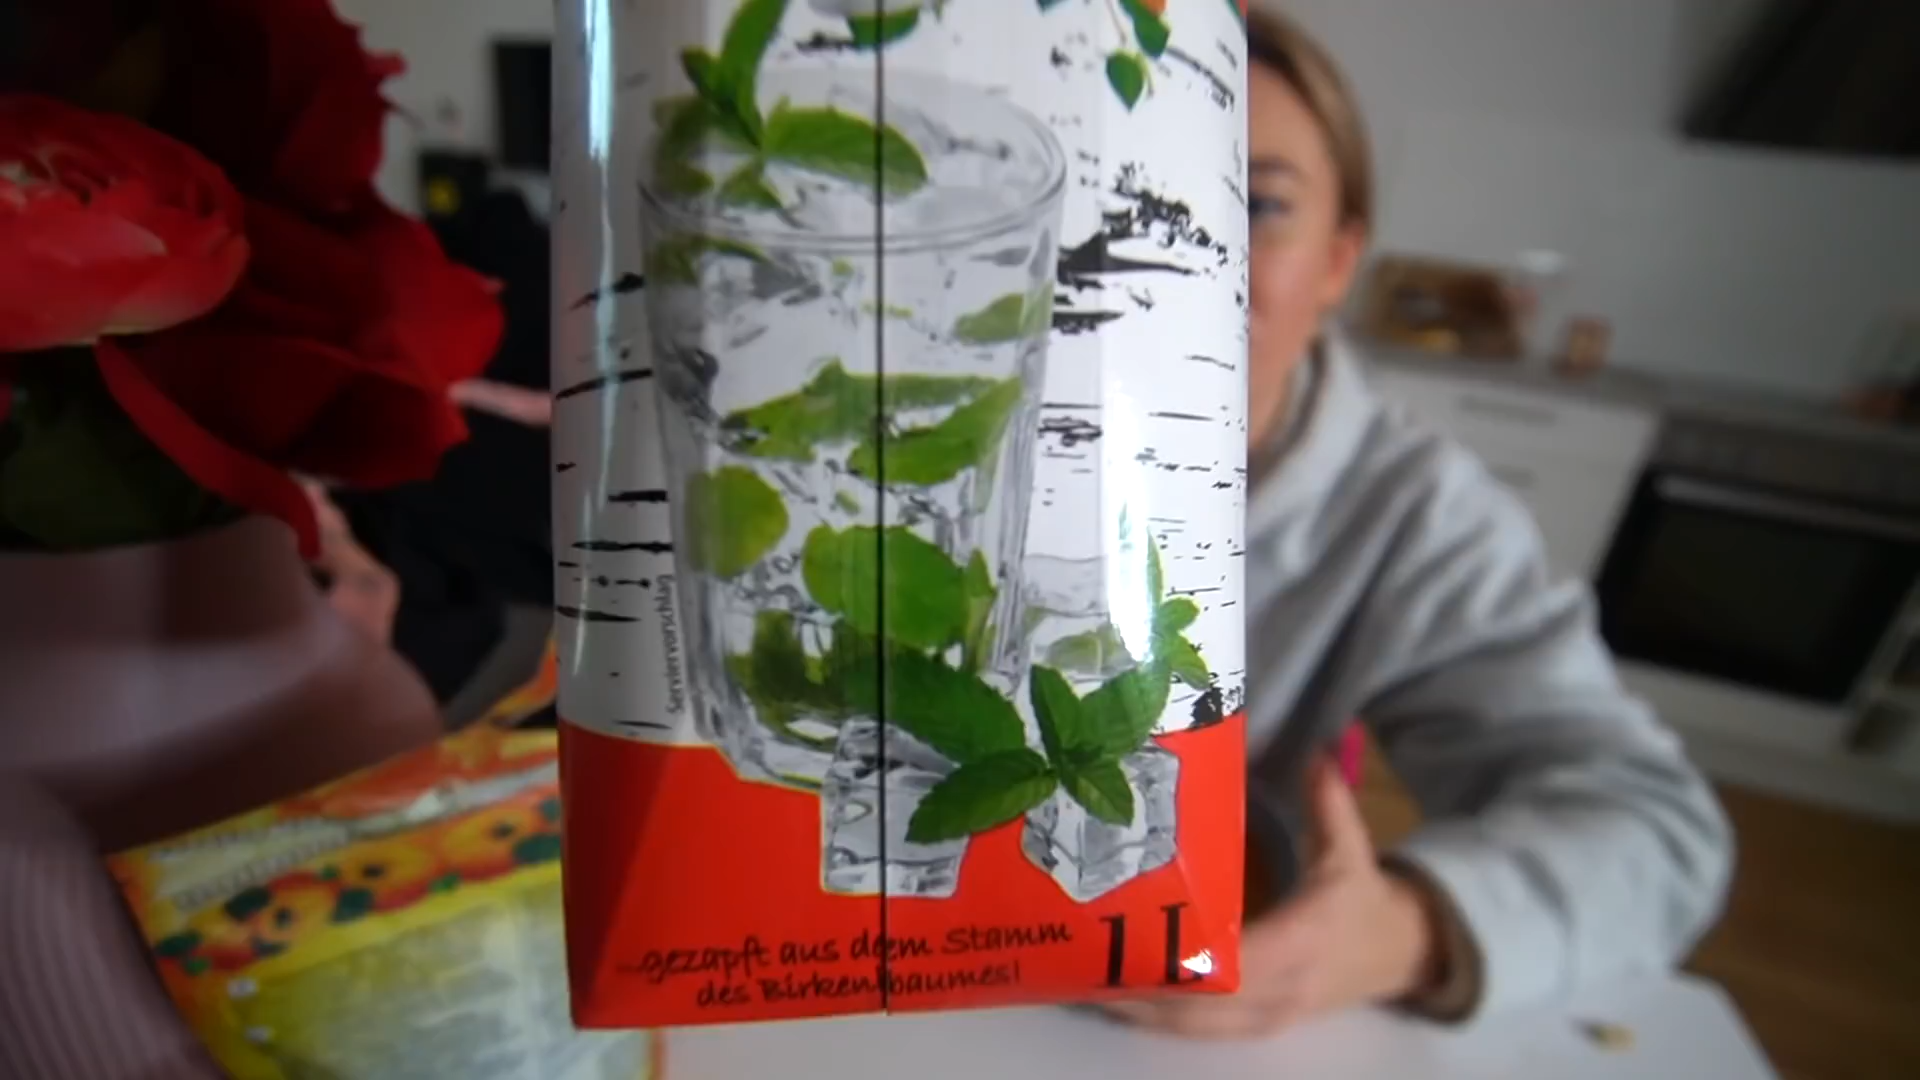 Serviervorschlag
...gezapft aus dem Stamm
des Birkenbaumes!
1 L